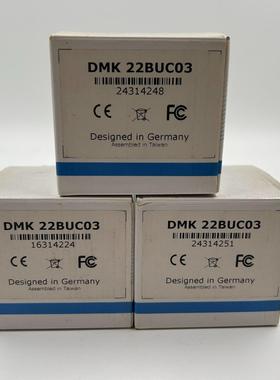 DMK 22BUC03
24314248
CE FC
Designed in Germany
Assembled in Taiwan
DMK 22BUC03
16314224
CE FC
Designed in Germany
Assembled in Taiwan
DMK 22BUC03
24314251
CE FC
Designed in Germany
Assembled in Taiwan